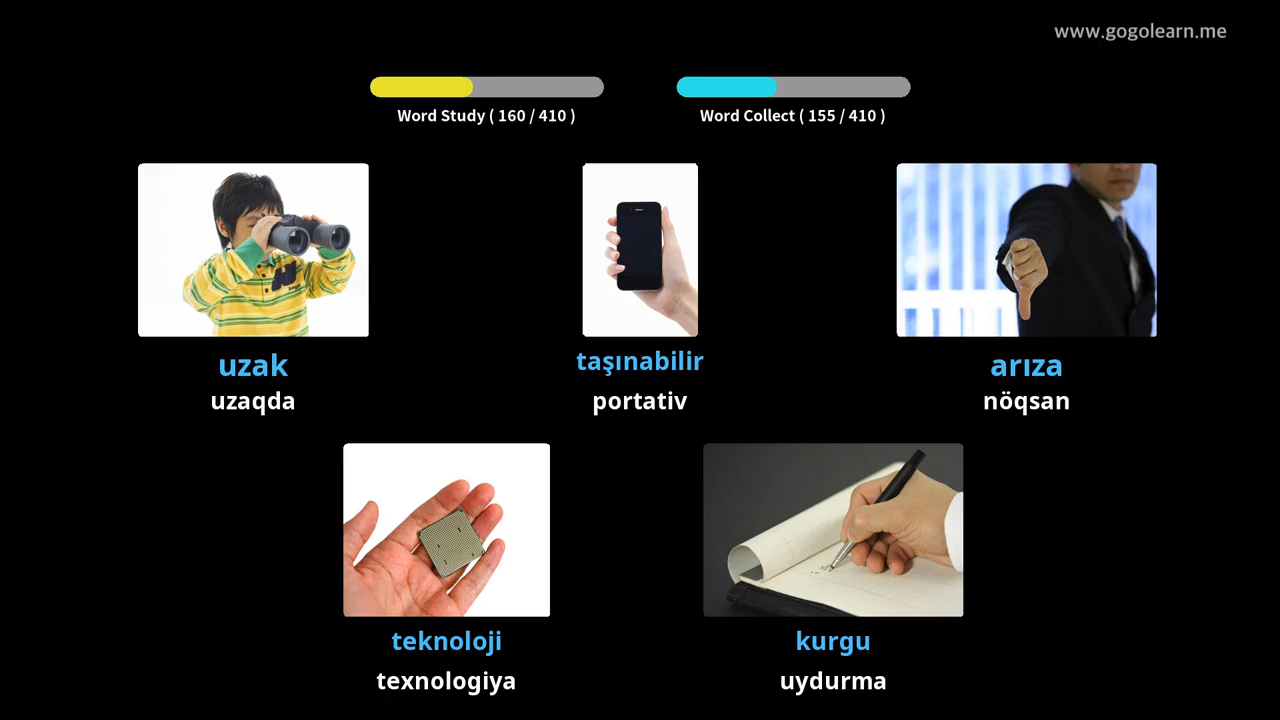 www.gogolearn.me
Word Study ( 160 / 410 )
Word Collect ( 155 / 410 )
uzak
uzaqda
taşınabilir
portativ
arıza
nöqsan
teknoloji
texnologiya
kurgu
uydurma